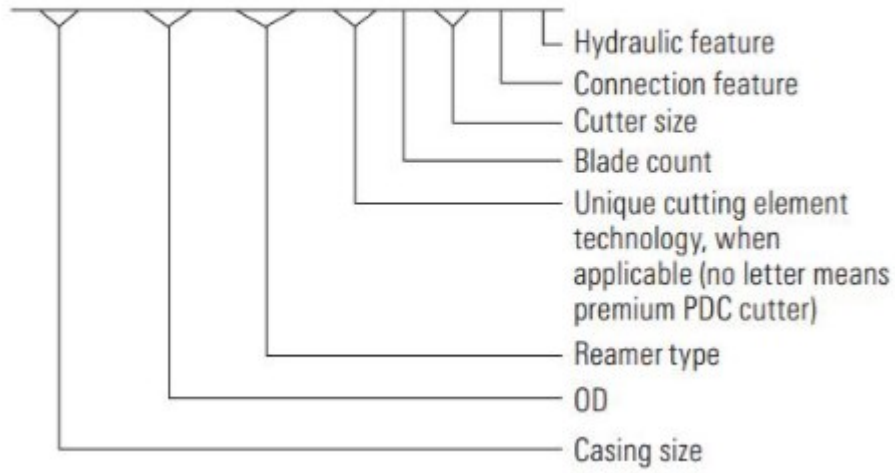 Hydraulic feature
Connection feature
Cutter size
Blade count
Unique cutting element
technology, when
applicable (no letter means
premium PDC cutter)
Reamer type
OD
Casing size